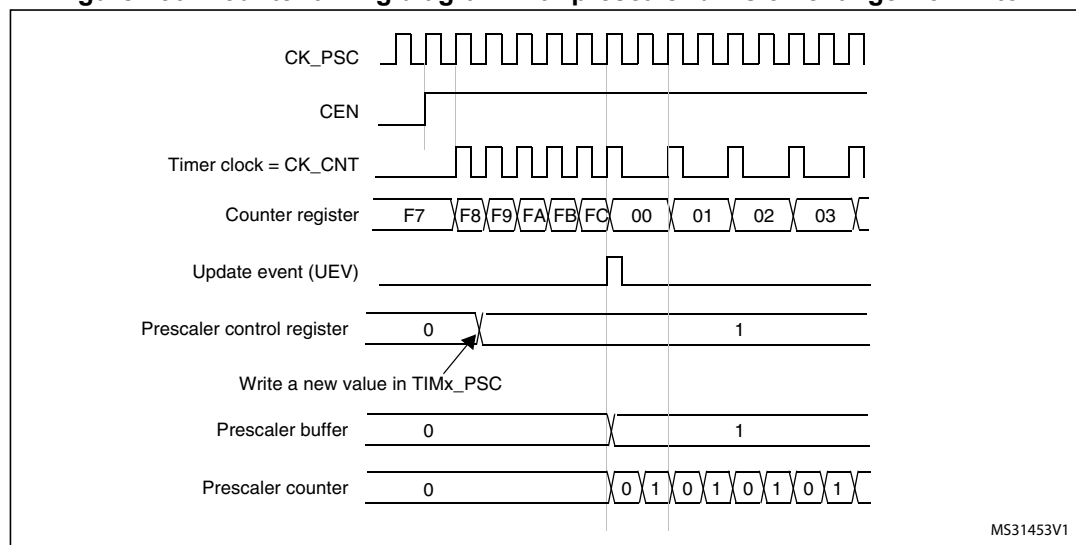 CK_PSC
CEN
Timer clock = CK_CNT
Counter register F7 F8 F9 FA FB FC 00 01 02 03
Update event (UEV)
Prescaler control register 0 1
Write a new value in TIMx_PSC
Prescaler buffer 0 1
Prescaler counter 0 0 1 0 1 0 1 0 1
MS31453V1